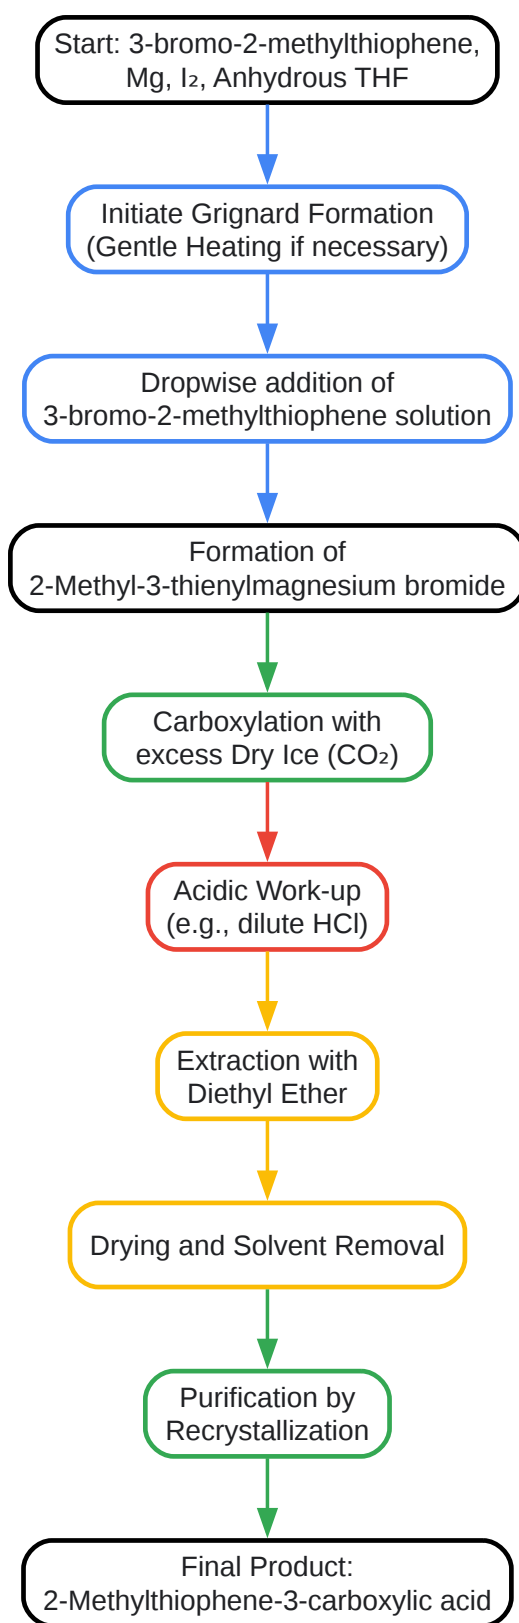 Start: 3-bromo-2-methylthiophene,
Mg, I₂, Anhydrous THF
Initiate Grignard Formation
(Gentle Heating if necessary)
Dropwise addition of
3-bromo-2-methylthiophene solution
Formation of
2-Methyl-3-thienylmagnesium bromide
Carboxylation with
excess Dry Ice (CO₂)
Acidic Work-up
(e.g., dilute HCl)
Extraction with
Diethyl Ether
Drying and Solvent Removal
Purification by
Recrystallization
Final Product:
2-Methylthiophene-3-carboxylic acid